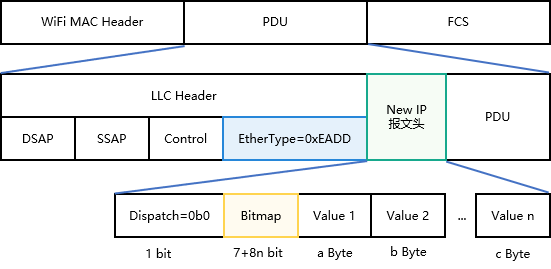 WiFi MAC Header
PDU
FCS
LLC Header
New IP
报文头
PDU
DSAP
SSAP
Control
EtherType=0xEADD
Dispatch=0b0
Bitmap
Value 1
Value 2
...
Value n
1 bit
7+8n bit
a Byte
b Byte
c Byte